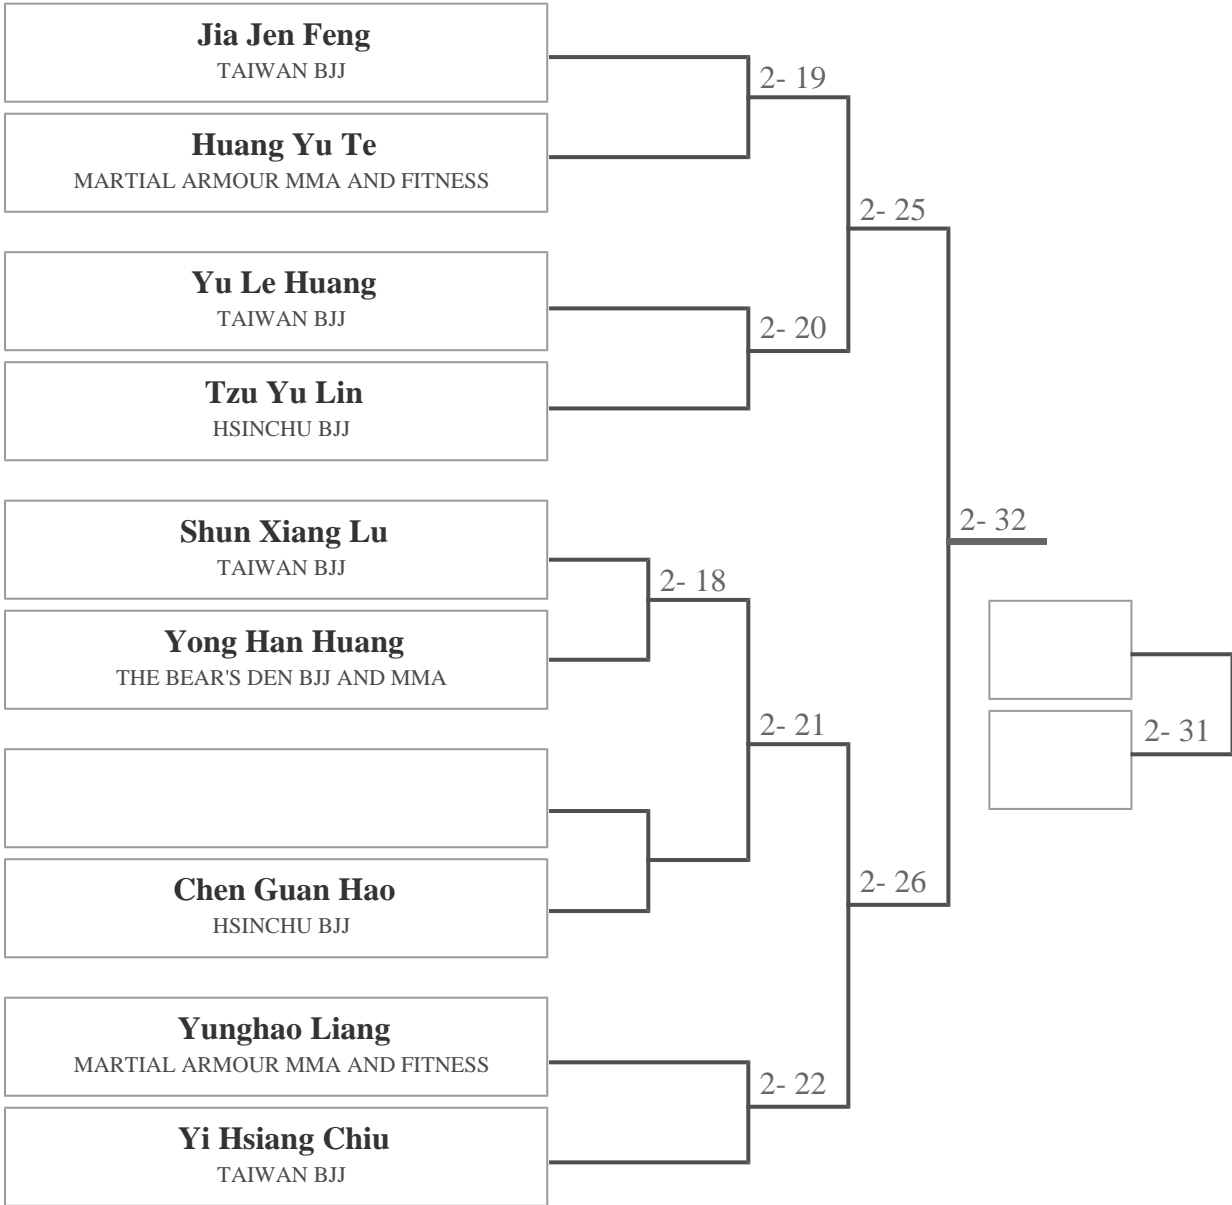 Jia Jen Feng
TAIWAN BJJ
2- 19
Huang Yu Te
MARTIAL ARMOUR MMA AND FITNESS
2- 25
Yu Le Huang
TAIWAN BJJ
2- 20
Tzu Yu Lin
HSINCHU BJJ
Shun Xiang Lu
TAIWAN BJJ
2- 32
2- 18
Yong Han Huang
THE BEAR'S DEN BJJ AND MMA
2- 21
2- 31
Chen Guan Hao
HSINCHU BJJ
2- 26
Yunghao Liang
MARTIAL ARMOUR MMA AND FITNESS
2- 22
Yi Hsiang Chiu
TAIWAN BJJ